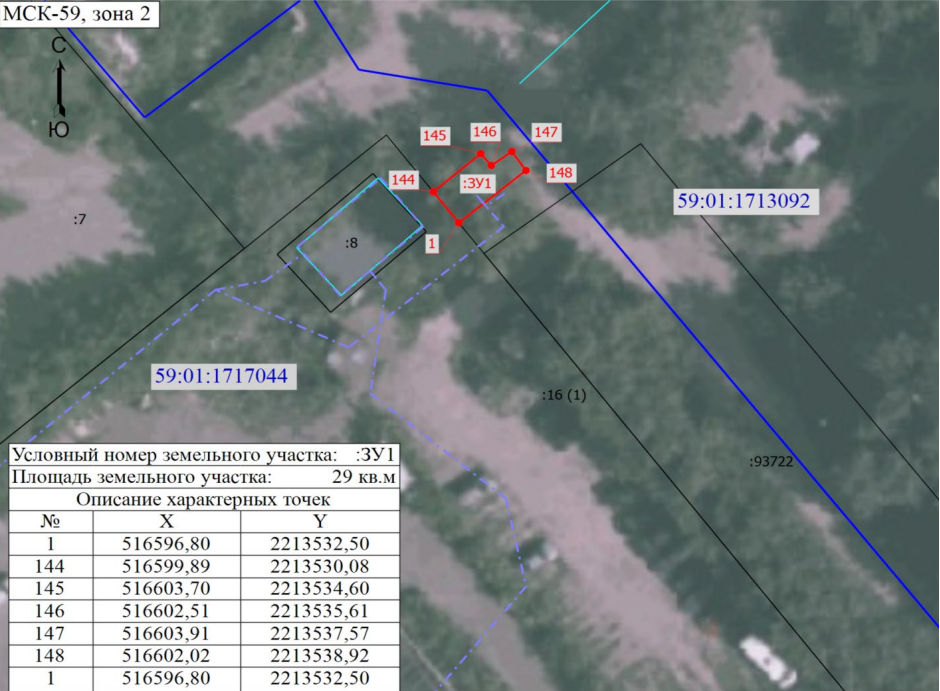 МСК-59, зона 2
С
Ю
145
146
147
148
144
:ЗУ1
1
59:01:1713092
:7
:8
59:01:1717044
:16 (1)
:93722
Условный номер земельного участка: :ЗУ1
Площадь земельного участка: 29 кв.м
Описание характерных точек
№ X Y
1 516596,80 2213532,50
144 516599,89 2213530,08
145 516603,70 2213534,60
146 516602,51 2213535,61
147 516603,91 2213537,57
148 516602,02 2213538,92
1 516596,80 2213532,50